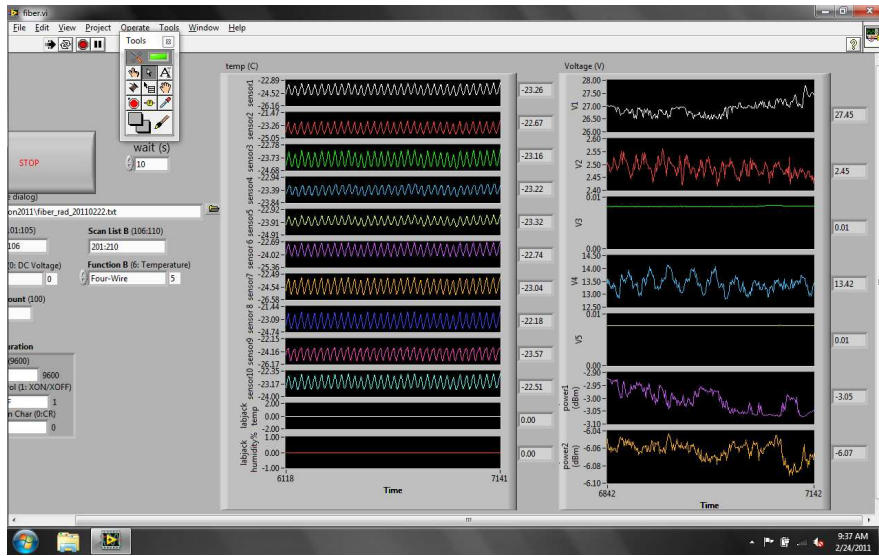 fiber.vi
File Edit View Project Operate Tools Window Help
Tools
temp (C)
Voltage (V)
wait (s)
10
STOP
e dialog)
on2011\fiber_rad_20110222.txt
.01:105)
106
Scan List B (106:110)
201:210
(0: DC Voltage)
0
Function B (6: Temperature)
Four-Wire 5
ount (100)
uration
(9600)
9600
ol (1: XON/XOFF)
F 1
n Char (0:CR)
0
sensor1
-22.89
-24.52
-26.16
-23.26
sensor2
-21.47
-23.26
-25.05
-22.67
sensor3
-22.78
-23.73
-24.68
-23.16
sensor4
-22.94
-23.39
-23.84
-23.22
sensor5
-22.92
-23.91
-24.91
-23.32
sensor 6
-22.69
-24.02
-25.36
-22.74
sensor7
-22.49
-24.54
-26.58
-23.04
sensor 8
-21.44
-23.09
-24.74
-22.18
sensor9
-22.15
-24.16
-26.17
-23.57
sensor10
-22.35
-23.17
-24.00
-22.51
labjack temp
2.00
0.00
-2.00
0.00
labjack humidity%
1.00
0.00
-1.00
0.00
6118 7141
Time
V1
28.00
27.50
27.00
26.50
26.00
27.45
V2
2.60
2.55
2.50
2.45
2.40
2.45
V3
0.01
0.00
0.01
V4
14.50
14.00
13.50
13.00
12.50
13.42
V5
0.01
0.00
0.01
power1 (dBm)
-2.90
-2.95
-3.00
-3.05
-3.10
-3.05
power2 (dBm)
-6.04
-6.06
-6.08
-6.10
-6.07
6842 7142
Time
9:37 AM
2/24/2011